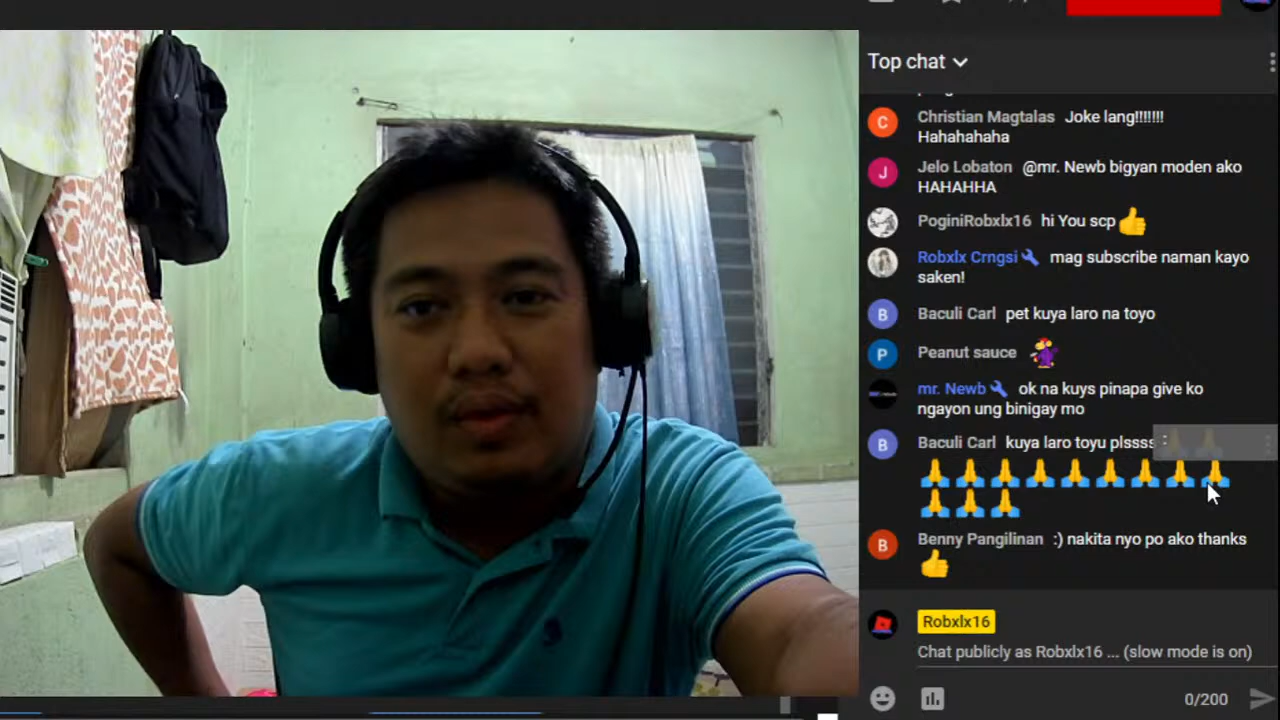 Top chat
Christian Magtalas Joke lang!!!!!!!
Hahahahaha
Jelo Lobaton @mr. Newb bigyan moden ako
HAHAHHA
PoginiRobxlx16 hi You scp👍
Robxlx Crngsi mag subscribe naman kayo
saken!
Baculi Carl pet kuya laro na toyo
Peanut sauce
mr. Newb ok na kuys pinapa give ko
ngayon ung binigay mo
Baculi Carl kuya laro toyu plssss
🙏🙏🙏🙏🙏🙏🙏🙏🙏
🙏🙏🙏
Benny Pangilinan :) nakita nyo po ako thanks
👍
Robxlx16
Chat publicly as Robxlx16 ... (slow mode is on)
0/200